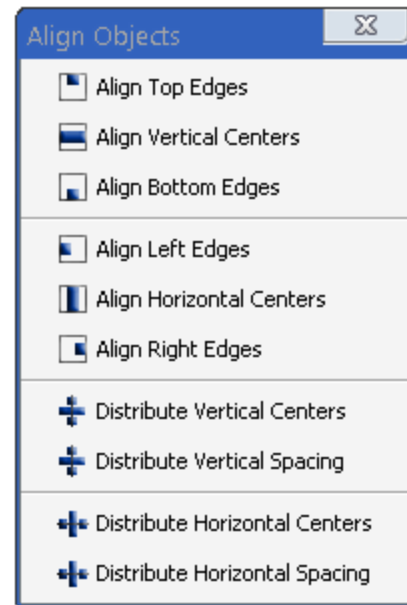 Align Objects
Align Top Edges
Align Vertical Centers
Align Bottom Edges
Align Left Edges
Align Horizontal Centers
Align Right Edges
Distribute Vertical Centers
Distribute Vertical Spacing
Distribute Horizontal Centers
Distribute Horizontal Spacing